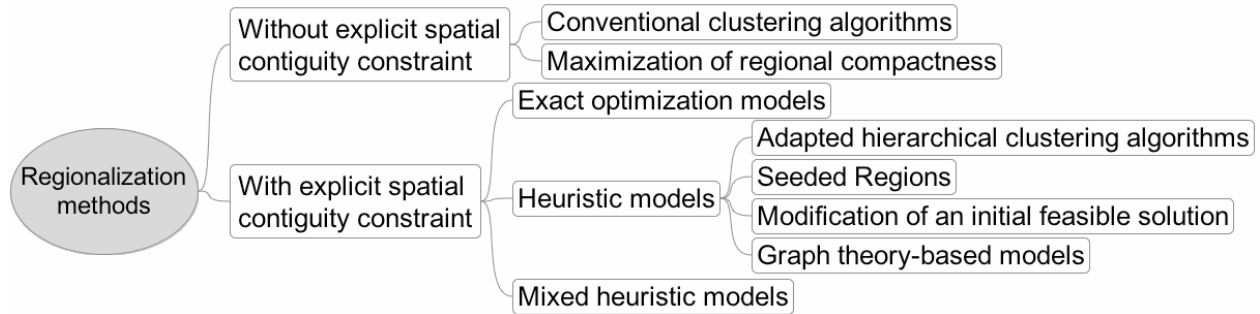 Regionalization
methods
Without explicit spatial
contiguity constraint
Conventional clustering algorithms
Maximization of regional compactness
With explicit spatial
contiguity constraint
Exact optimization models
Heuristic models
Adapted hierarchical clustering algorithms
Seeded Regions
Modification of an initial feasible solution
Graph theory-based models
Mixed heuristic models